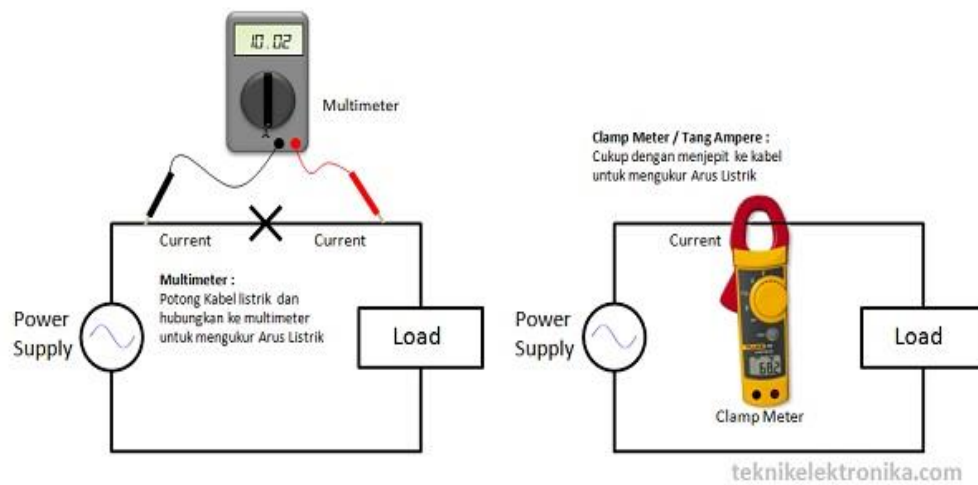 10.02
Multimeter
Current
Current
Multimeter :
Potong Kabel listrik dan
hubungkan ke multimeter
untuk mengukur Arus Listrik
Power
Supply
Load
Clamp Meter / Tang Ampere :
Cukup dengan menjepit ke kabel
untuk mengukur Arus Listrik
Current
Power
Supply
Load
Clamp Meter
teknikelektronika.com